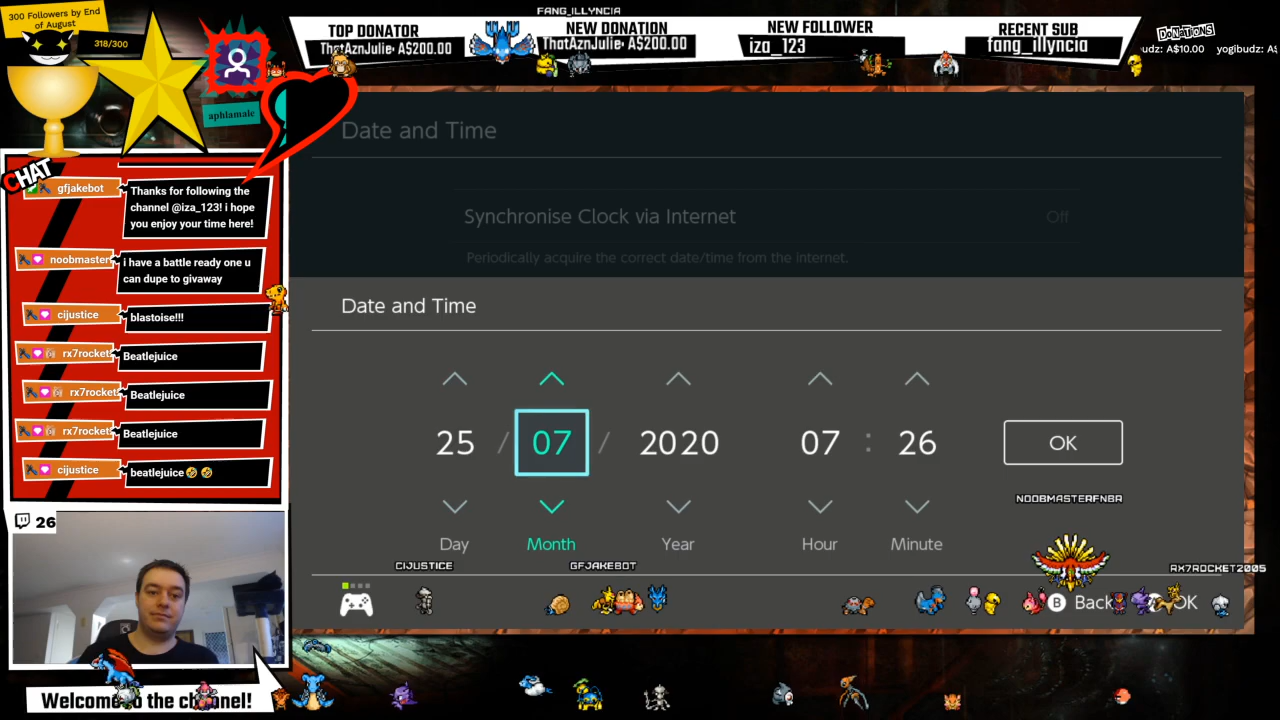 300 Followers by End
of August
318/300
aphlamale
FANG_ILLYNCIA
TOP DONATOR
ThatAznJulie: A$200.00
NEW DONATION
ThatAznJulie: A$200.00
NEW FOLLOWER
iza_123
RECENT SUB
fang_illyncia
DONATIONS
udz: A$10.00 yogibudz: A$
CHAT
gfjakebot
Thanks for following the
channel @iza_123! i hope
you enjoy your time here!
noobmaster
i have a battle ready one u
can dupe to givaway
cijustice
blastoise!!!
rx7rocket
Beatlejuice
rx7rocket
Beatlejuice
rx7rocket
Beatlejuice
cijustice
beatlejuice🤣 🤣
26
Welcome to the channel!
Date and Time
Synchronise Clock via Internet
Off
Periodically acquire the correct date/time from the Internet.
Date and Time
25 / 07 / 2020 07 : 26
OK
NOOBMASTERFNBR
Day Month Year Hour Minute
CIJUSTICE
GFJAKEBOT
RX7ROCKET2005
B Back
OK